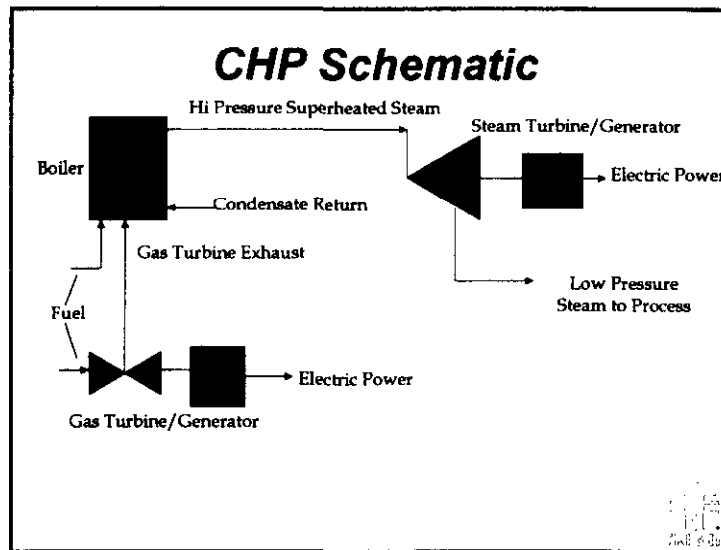 CHP Schematic
Hi Pressure Superheated Steam
Steam Turbine/Generator
Boiler
Electric Power
Condensate Return
Gas Turbine Exhaust
Low Pressure
Steam to Process
Fuel
Electric Power
Gas Turbine/Generator